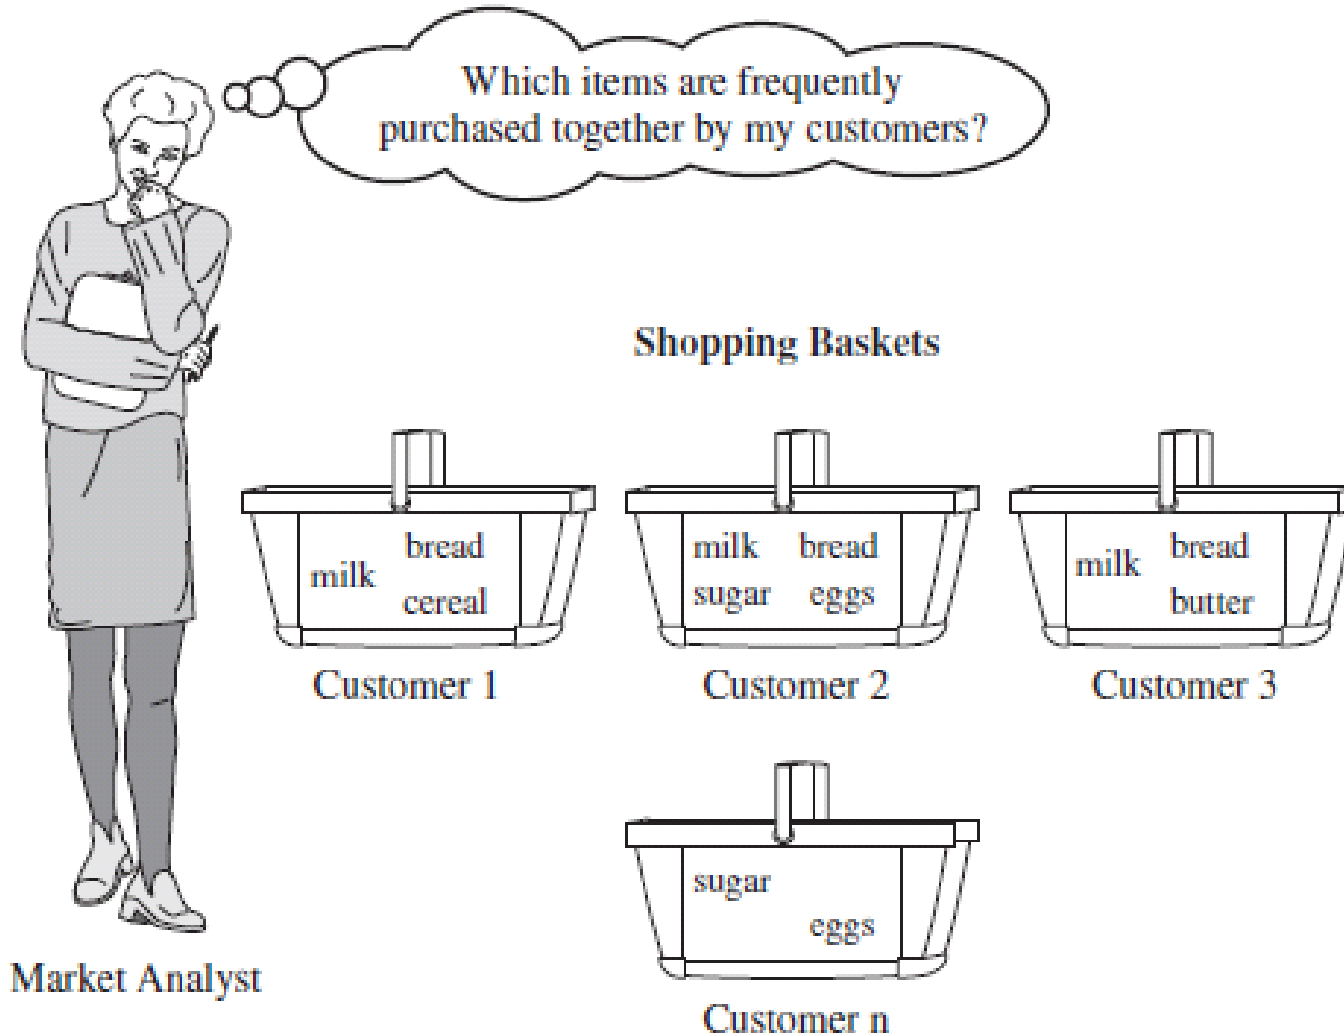 Which items are frequently
purchased together by my customers?
Shopping Baskets
milk bread
cereal
Customer 1
milk bread
sugar eggs
Customer 2
milk bread
butter
Customer 3
sugar
eggs
Customer n
Market Analyst